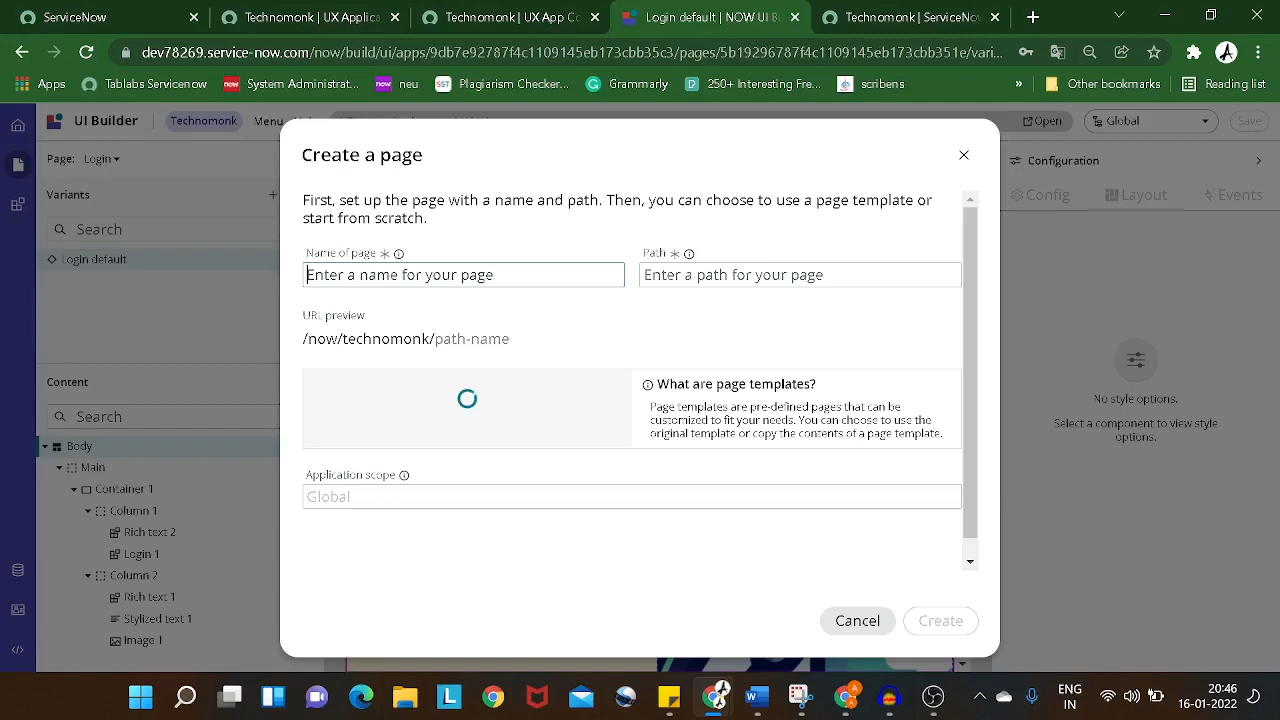 Technomonk
Technomonk | UX Applica
Technomonk | UX App Co
Login default | NOW UI Bu
Technomonk | ServiceNow
dev78269.service-now.com/now/build/ui/apps/9db7e92787f4c1109145eb173cbb35c3/pages/5b19296787f4c1109145eb173cbb351e/vari...
Apps
Tablab Servicenow
System Administrat...
neu
Plagiarism Checker...
Grammarly
250+ Interesting Fre...
scribens
»
Other bookmarks
Reading list
UI Builder
Technomonk
Menu
Open
Global
Save
Page: Login
Variants
Search
Login default
Content
Search
Body
Main
Container 1
Column 1
Rich text 2
Login 1
Column 2
Rich text 1
Stylized text 1
Image 1
Create a page
First, set up the page with a name and path. Then, you can choose to use a page template or
start from scratch.
Name of page *
Path *
Enter a name for your page
Enter a path for your page
URL preview
/now/technomonk/path-name
What are page templates?
Page templates are pre-defined pages that can be
customized to fit your needs. You can choose to use the
original template or copy the contents of a page template.
Application scope
Global
Cancel
Create
Configuration
Config
Layout
Events
No style options.
Select a component to view style
options.
ENG
IN
20:46
16-01-2022